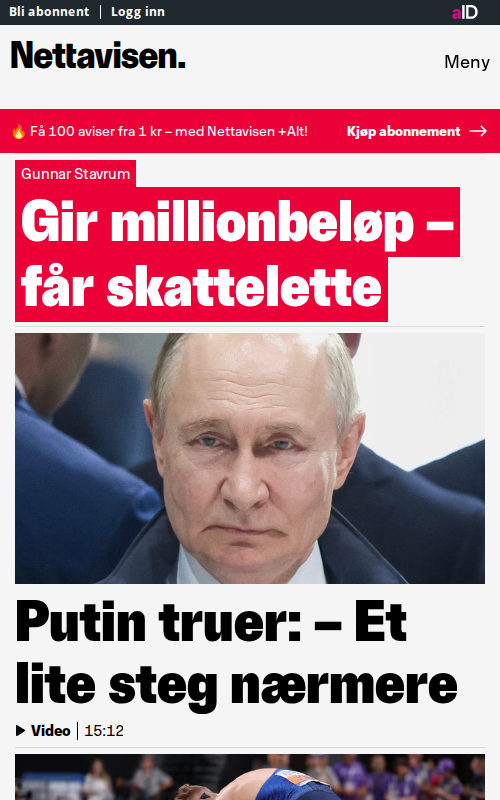 Bli abonnent
Logg inn
aID
Nettavisen.
Meny
🔥 Få 100 aviser fra 1 kr – med Nettavisen +Alt!
Kjøp abonnement →
Gunnar Stavrum
Gir millionbeløp –
får skattelette
Putin truer: – Et
lite steg nærmere
Video
15:12